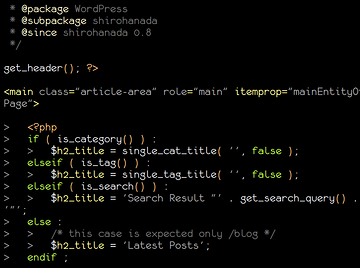 * @package WordPress
* @subpackage shirohanada
* @since shirohanada 0.8
*/
get_header(); ?>
<main class="article-area" role="main" itemprop="mainEntityO
Page">
> <?php
> if ( is_category() ) :
> > $h2_title = single_cat_title( '', false );
> elseif ( is_tag() ) :
> > $h2_title = single_tag_title( '', false );
> elseif ( is_search() ) :
> > $h2_title = 'Search Result "' . get_search_query() .
'"';
> else :
> > /* this case is expected only /blog */
> > $h2_title = 'Latest Posts';
> endif ;